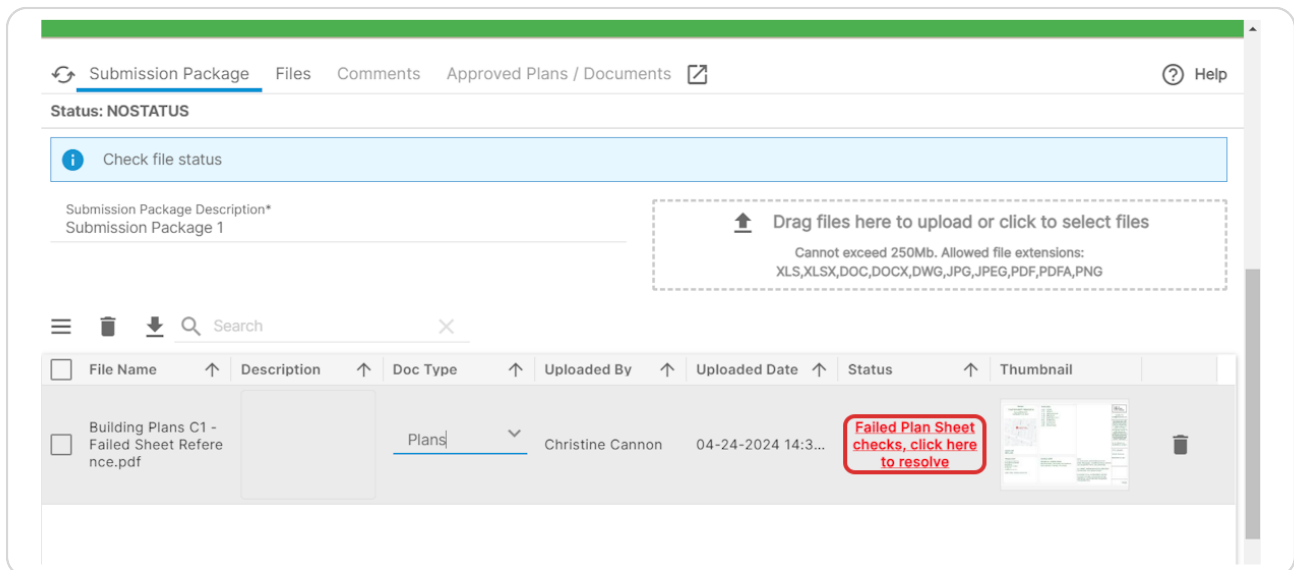 Submission Package Files Comments Approved Plans / Documents Help
Status: NOSTATUS
Check file status
Submission Package Description*
Submission Package 1
Drag files here to upload or click to select files
Cannot exceed 250Mb. Allowed file extensions:
XLS,XLSX,DOC,DOCX,DWG,JPG,JPEG,PDF,PDFA,PNG
Search
File Name Description Doc Type Uploaded By Uploaded Date Status Thumbnail
Building Plans C1 -
Failed Sheet Refere
nce.pdf
Plans
Christine Cannon
04-24-2024 14:3...
Failed Plan Sheet
checks, click here
to resolve